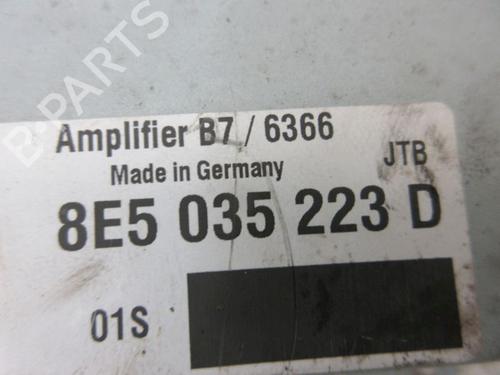 B-PARTS
Amplifier B7 / 6366
Made in Germany
JTB
8E5 035 223 D
01S